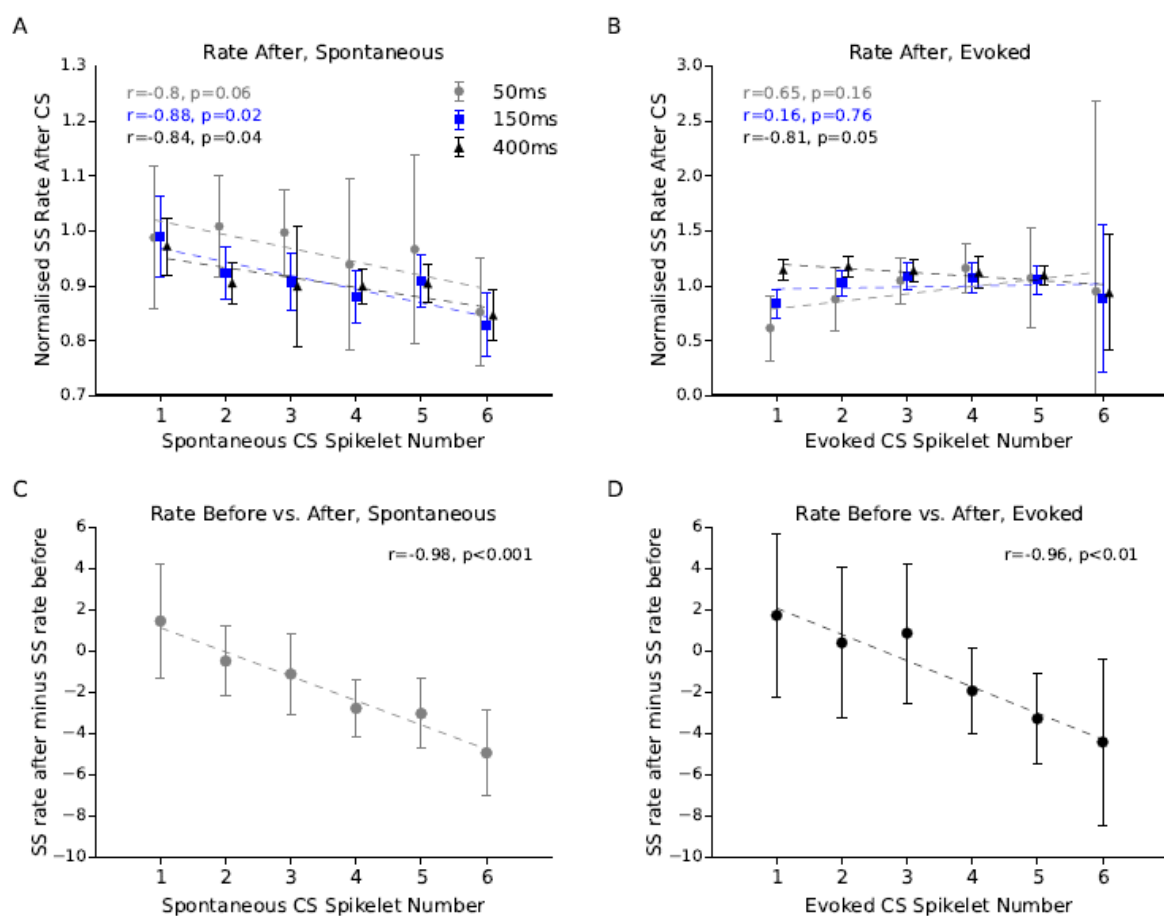 A
Rate After, Spontaneous
1.3
1.2
1.1
1.0
0.9
0.8
0.7
Normalised SS Rate After CS
r=-0.8, p=0.06
r=-0.88, p=0.02
r=-0.84, p=0.04
50ms
150ms
400ms
1 2 3 4 5 6
Spontaneous CS Spikelet Number
B
Rate After, Evoked
3.0
2.5
2.0
1.5
1.0
0.5
0.0
Normalised SS Rate After CS
r=0.65, p=0.16
r=0.16, p=0.76
r=-0.81, p=0.05
1 2 3 4 5 6
Evoked CS Spikelet Number
C
Rate Before vs. After, Spontaneous
6
4
2
0
−2
−4
−6
−8
−10
SS rate after minus SS rate before
r=-0.98, p<0.001
1 2 3 4 5 6
Spontaneous CS Spikelet Number
D
Rate Before vs. After, Evoked
6
4
2
0
−2
−4
−6
−8
−10
SS rate after minus SS rate before
r=-0.96, p<0.01
1 2 3 4 5 6
Evoked CS Spikelet Number